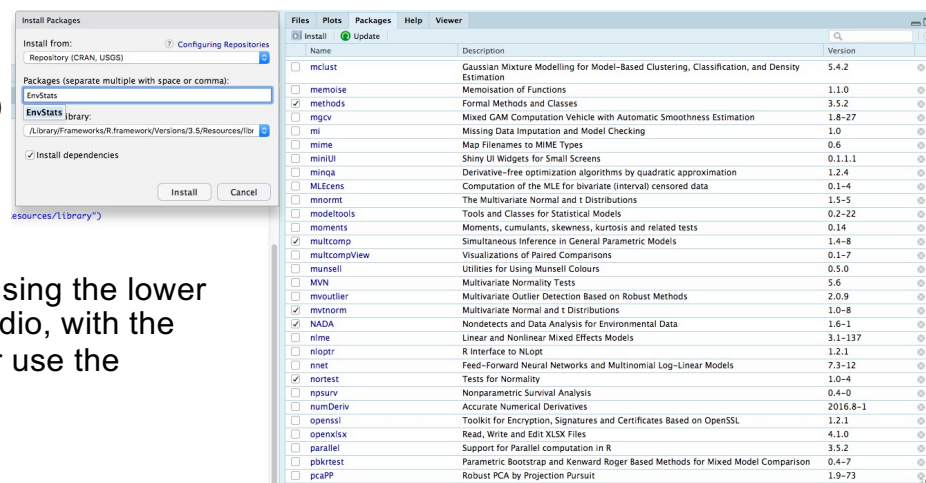 Install Packages
Install from:
? Configuring Repositories
Repository (CRAN, USGS)
Packages (separate multiple with space or comma):
EnvStats
EnvStats
ibrary:
/Library/Frameworks/R.framework/Versions/3.5/Resources/libr
Install dependencies
Install Cancel
esources/library")
)
sing the lower
dio, with the
r use the
Files Plots Packages Help Viewer
Install Update
Name Description Version
mclust Gaussian Mixture Modelling for Model-Based Clustering, Classification, and Density Estimation 5.4.2
memoise Memoisation of Functions 1.1.0
methods Formal Methods and Classes 3.5.2
mgcv Mixed GAM Computation Vehicle with Automatic Smoothness Estimation 1.8-27
mi Missing Data Imputation and Model Checking 1.0
mime Map Filenames to MIME Types 0.6
miniUI Shiny UI Widgets for Small Screens 0.1.1.1
minqa Derivative-free optimization algorithms by quadratic approximation 1.2.4
MLEcens Computation of the MLE for bivariate (interval) censored data 0.1-4
mnormt The Multivariate Normal and t Distributions 1.5-5
modeltools Tools and Classes for Statistical Models 0.2-22
moments Moments, cumulants, skewness, kurtosis and related tests 0.14
multcomp Simultaneous Inference in General Parametric Models 1.4-8
multcompView Visualizations of Paired Comparisons 0.1-7
munsell Utilities for Using Munsell Colours 0.5.0
MVN Multivariate Normality Tests 5.6
mvoutlier Multivariate Outlier Detection Based on Robust Methods 2.0.9
mvtnorm Multivariate Normal and t Distributions 1.0-8
NADA Nondetects and Data Analysis for Environmental Data 1.6-1
nlme Linear and Nonlinear Mixed Effects Models 3.1-137
nloptr R Interface to NLopt 1.2.1
nnet Feed-Forward Neural Networks and Multinomial Log-Linear Models 7.3-12
nortest Tests for Normality 1.0-4
npsurv Nonparametric Survival Analysis 0.4-0
numDeriv Accurate Numerical Derivatives 2016.8-1
openssl Toolkit for Encryption, Signatures and Certificates Based on OpenSSL 1.2.1
openxlsx Read, Write and Edit XLSX Files 4.1.0
parallel Support for Parallel computation in R 3.5.2
pbkrtest Parametric Bootstrap and Kenward Roger Based Methods for Mixed Model Comparison 0.4-7
pcaPP Robust PCA by Projection Pursuit 1.9-73